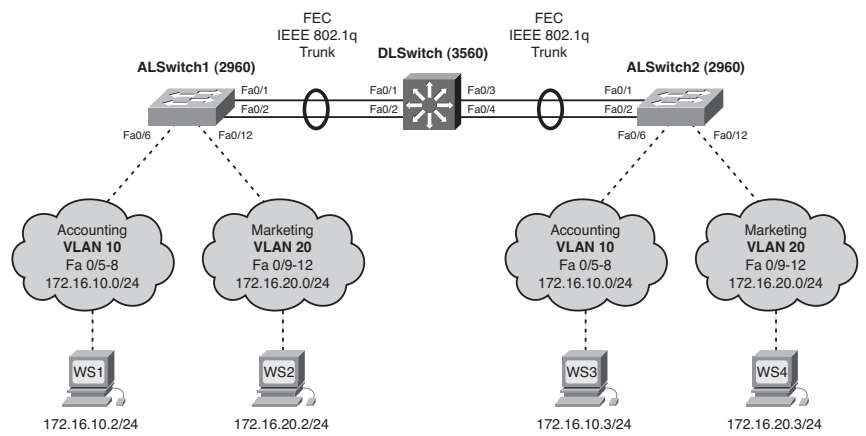 FEC
IEEE 802.1q
Trunk
FEC
IEEE 802.1q
Trunk
ALSwitch1 (2960)
DLSwitch (3560)
ALSwitch2 (2960)
Fa0/1
Fa0/1
Fa0/3
Fa0/1
Fa0/2
Fa0/2
Fa0/4
Fa0/2
Fa0/6
Fa0/12
Fa0/6
Fa0/12
Accounting
VLAN 10
Fa 0/5-8
172.16.10.0/24
Marketing
VLAN 20
Fa 0/9-12
172.16.20.0/24
Accounting
VLAN 10
Fa 0/5-8
172.16.10.0/24
Marketing
VLAN 20
Fa 0/9-12
172.16.20.0/24
WS1
WS2
WS3
WS4
172.16.10.2/24
172.16.20.2/24
172.16.10.3/24
172.16.20.3/24